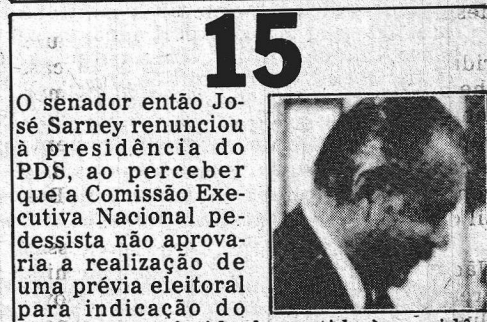 15
O senador então Jo-
sé Sarney renunciou
à presidência do
PDS, ao perceber
que a Comissão Exe-
cutiva Nacional pe-
dessista não aprova-
ria a realização de
uma prévia eleitoral
para indicação do